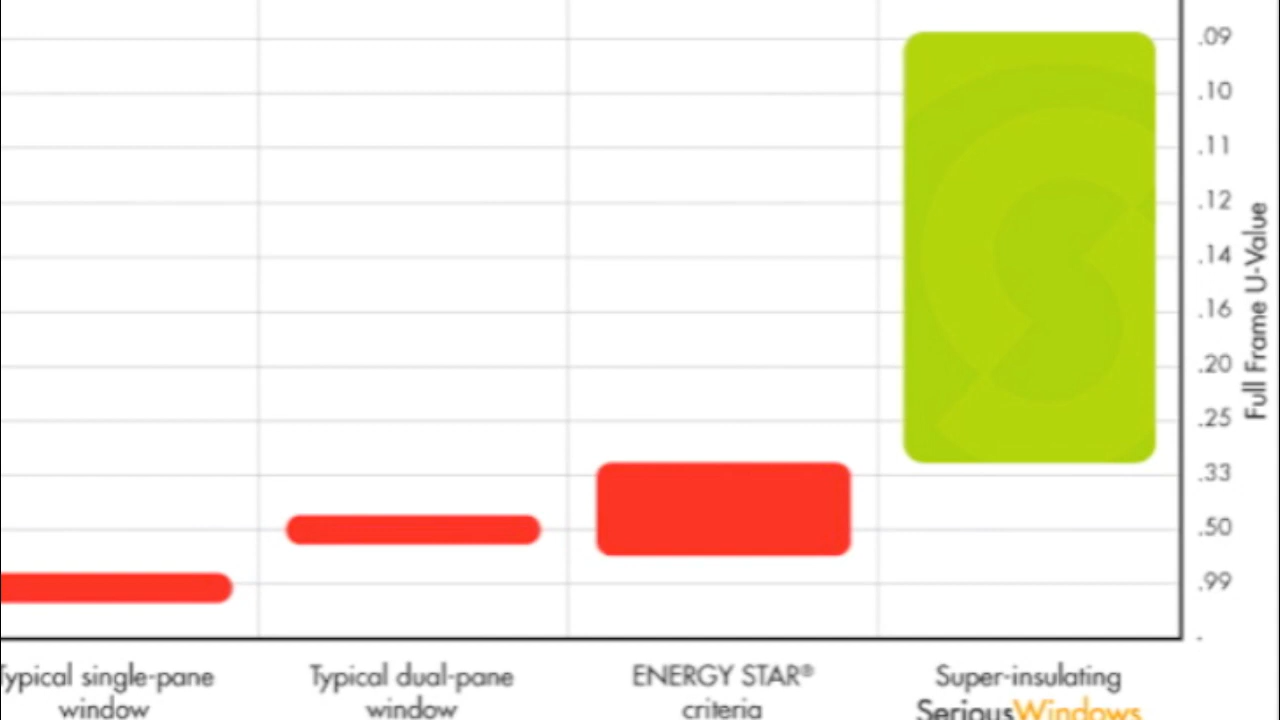 .09
.10
.11
.12
.14
.16
.20
.25
.33
.50
.99
Full Frame U-Value
Typical single-pane
window
Typical dual-pane
window
ENERGY STAR®
criteria
Super-insulating
SeriousWindows